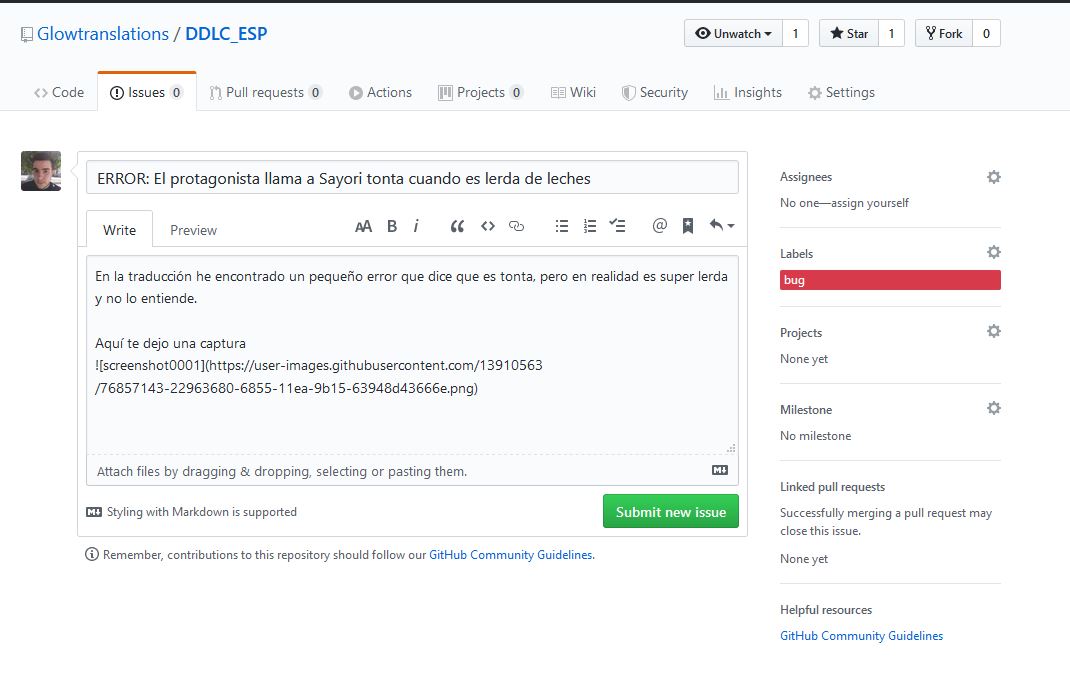 Glowtranslations / DDLC_ESP
Unwatch 1
Star 1
Fork 0
Code
Issues 0
Pull requests 0
Actions
Projects 0
Wiki
Security
Insights
Settings
ERROR: El protagonista llama a Sayori tonta cuando es lerda de leches
Write
Preview
AA B i
@
En la traducción he encontrado un pequeño error que dice que es tonta, pero en realidad es super lerda
y no lo entiende.
Aquí te dejo una captura
![screenshot0001](https://user-images.githubusercontent.com/13910563
/76857143-22963680-6855-11ea-9b15-63948d43666e.png)
Attach files by dragging & dropping, selecting or pasting them.
Styling with Markdown is supported
Submit new issue
Remember, contributions to this repository should follow our GitHub Community Guidelines.
Assignees
No one—assign yourself
Labels
bug
Projects
None yet
Milestone
No milestone
Linked pull requests
Successfully merging a pull request may
close this issue.
None yet
Helpful resources
GitHub Community Guidelines